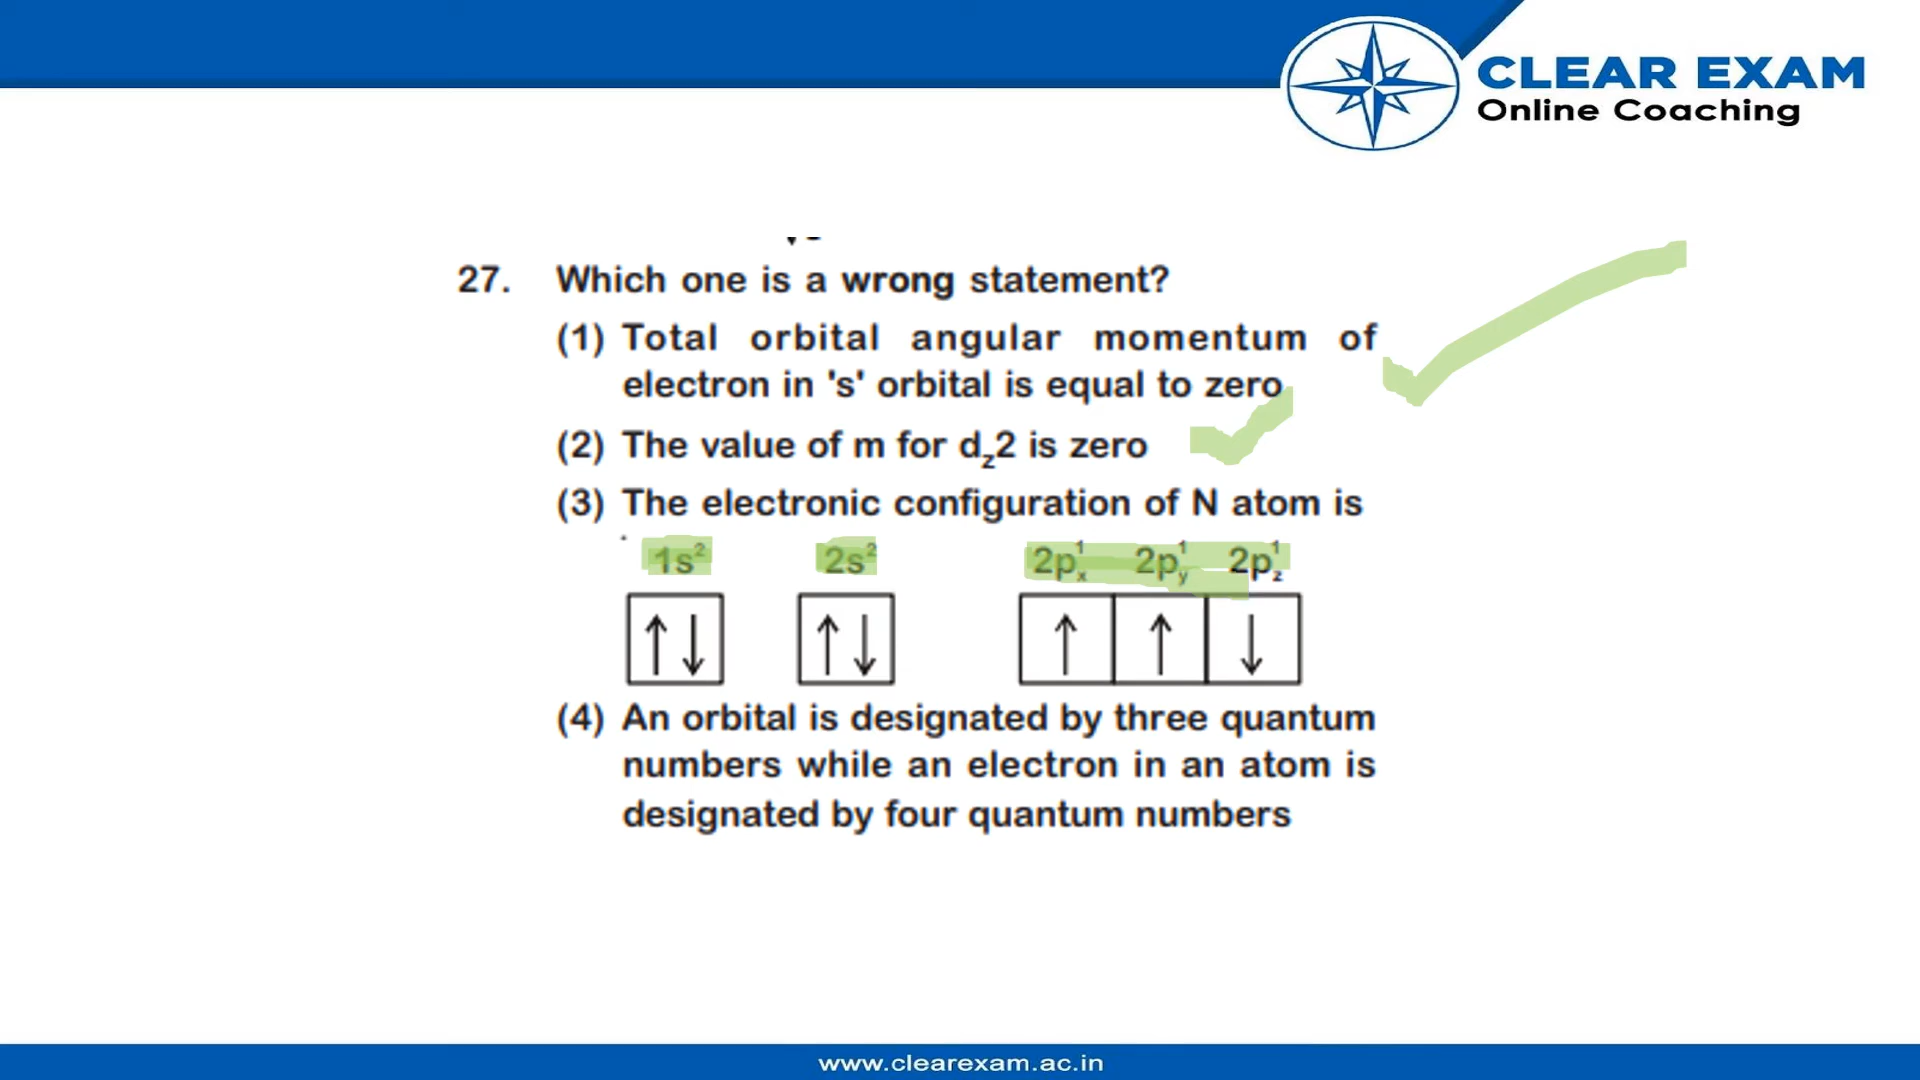 CLEAR EXAM
Online Coaching
27. Which one is a wrong statement?
(1) Total orbital angular momentum of
electron in 's' orbital is equal to zero
(2) The value of m for d_z2 is zero
(3) The electronic configuration of N atom is
1s² 2s² 2pₓ¹ 2p_y¹ 2p_z¹
↑↓ ↑↓ ↑ ↑ ↓
(4) An orbital is designated by three quantum
numbers while an electron in an atom is
designated by four quantum numbers
www.clearexam.ac.in